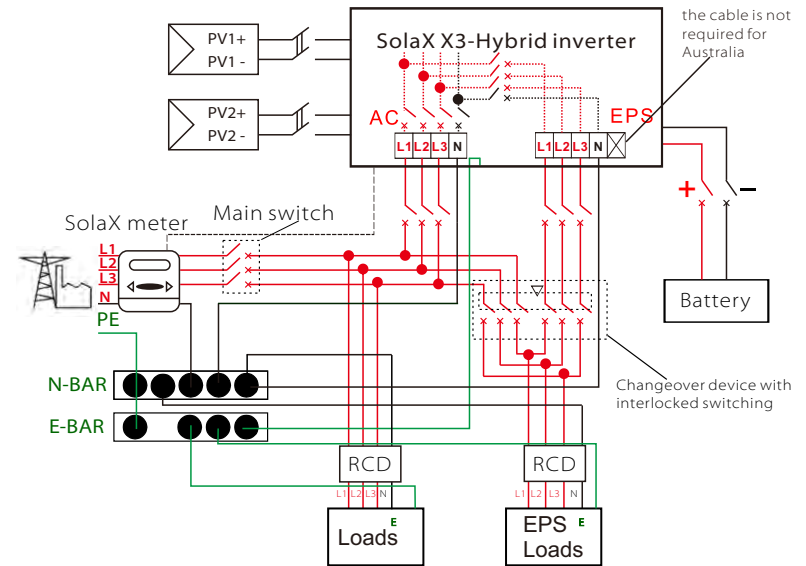 the cable is not
required for
Australia
PV1+
PV1 -
SolaX X3-Hybrid inverter
PV2+
PV2 -
AC
EPS
L1 L2 L3 N
L1 L2 L3 N
+ −
SolaX meter
Main switch
L1
L2
L3
N
PE
Battery
N-BAR
E-BAR
Changeover device with
interlocked switching
RCD
RCD
L1 L2 L3 N
L1 L2 L3 N
E
Loads
E
EPS
Loads